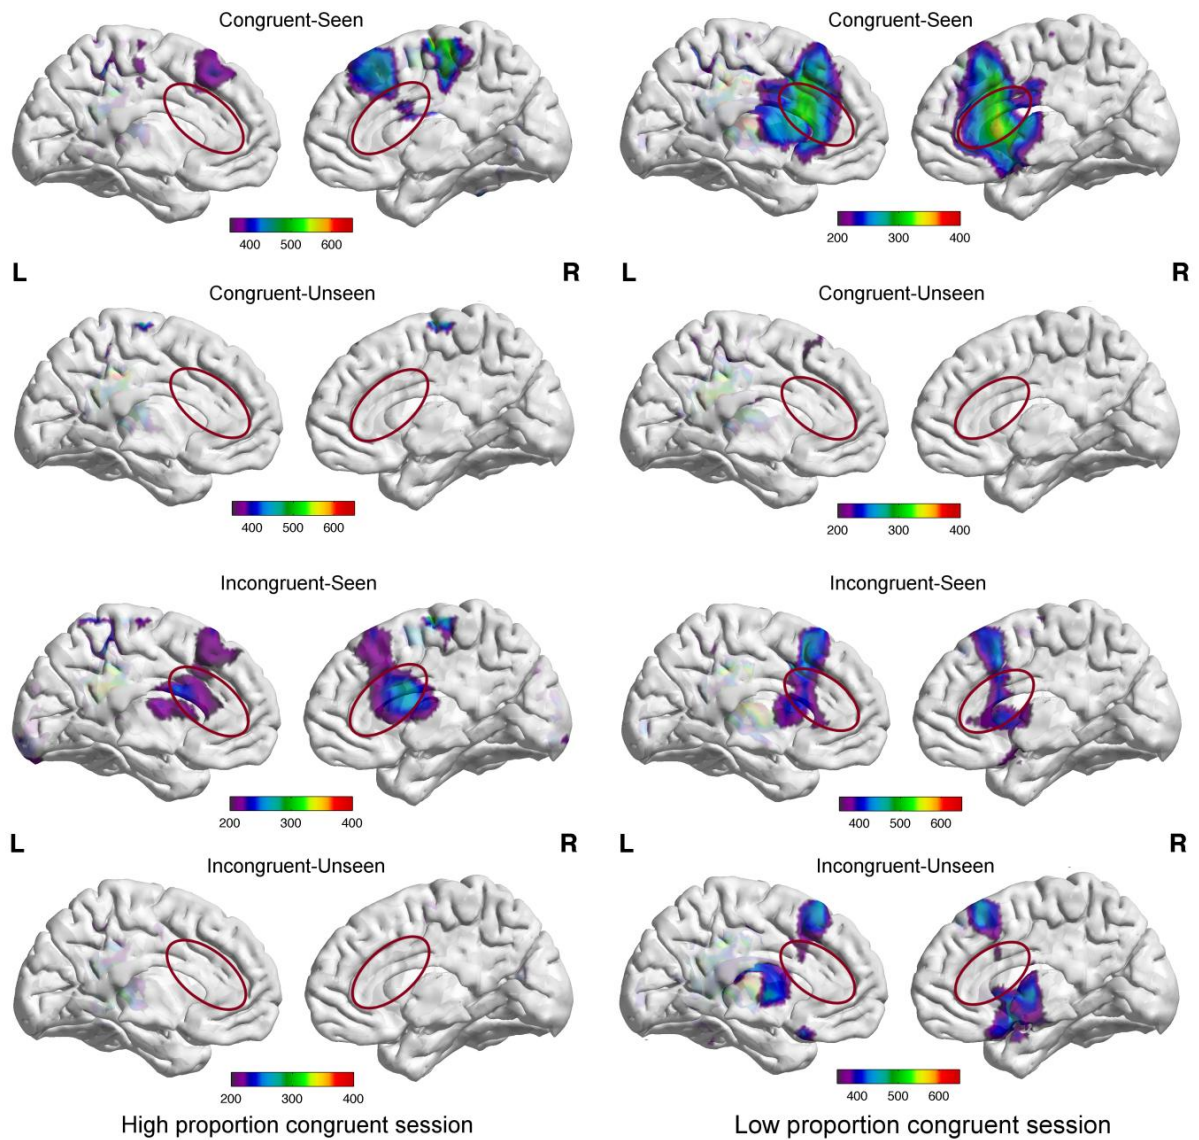 Congruent-Seen Congruent-Seen
400 500 600 200 300 400
L R L R
Congruent-Unseen Congruent-Unseen
400 500 600 200 300 400
Incongruent-Seen Incongruent-Seen
200 300 400 400 500 600
L R L R
Incongruent-Unseen Incongruent-Unseen
200 300 400 400 500 600
High proportion congruent session Low proportion congruent session